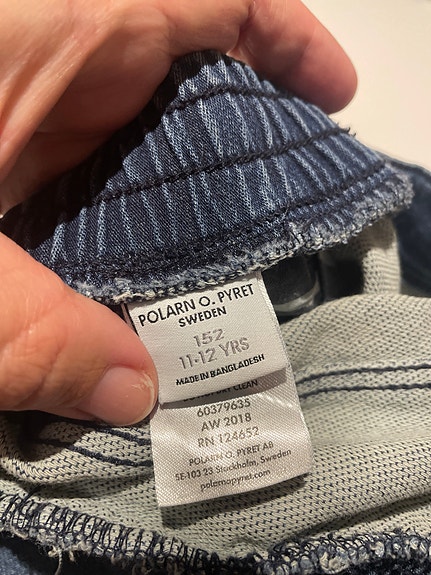 POLARN O. PYRET
SWEDEN
152
11-12 YRS
MADE IN BANGLADESH
CLEAN
60379635
AW 2018
RN 124652
POLARN O. PYRET AB
SE-103 23 Stockholm, Sweden
polarnopyret.com